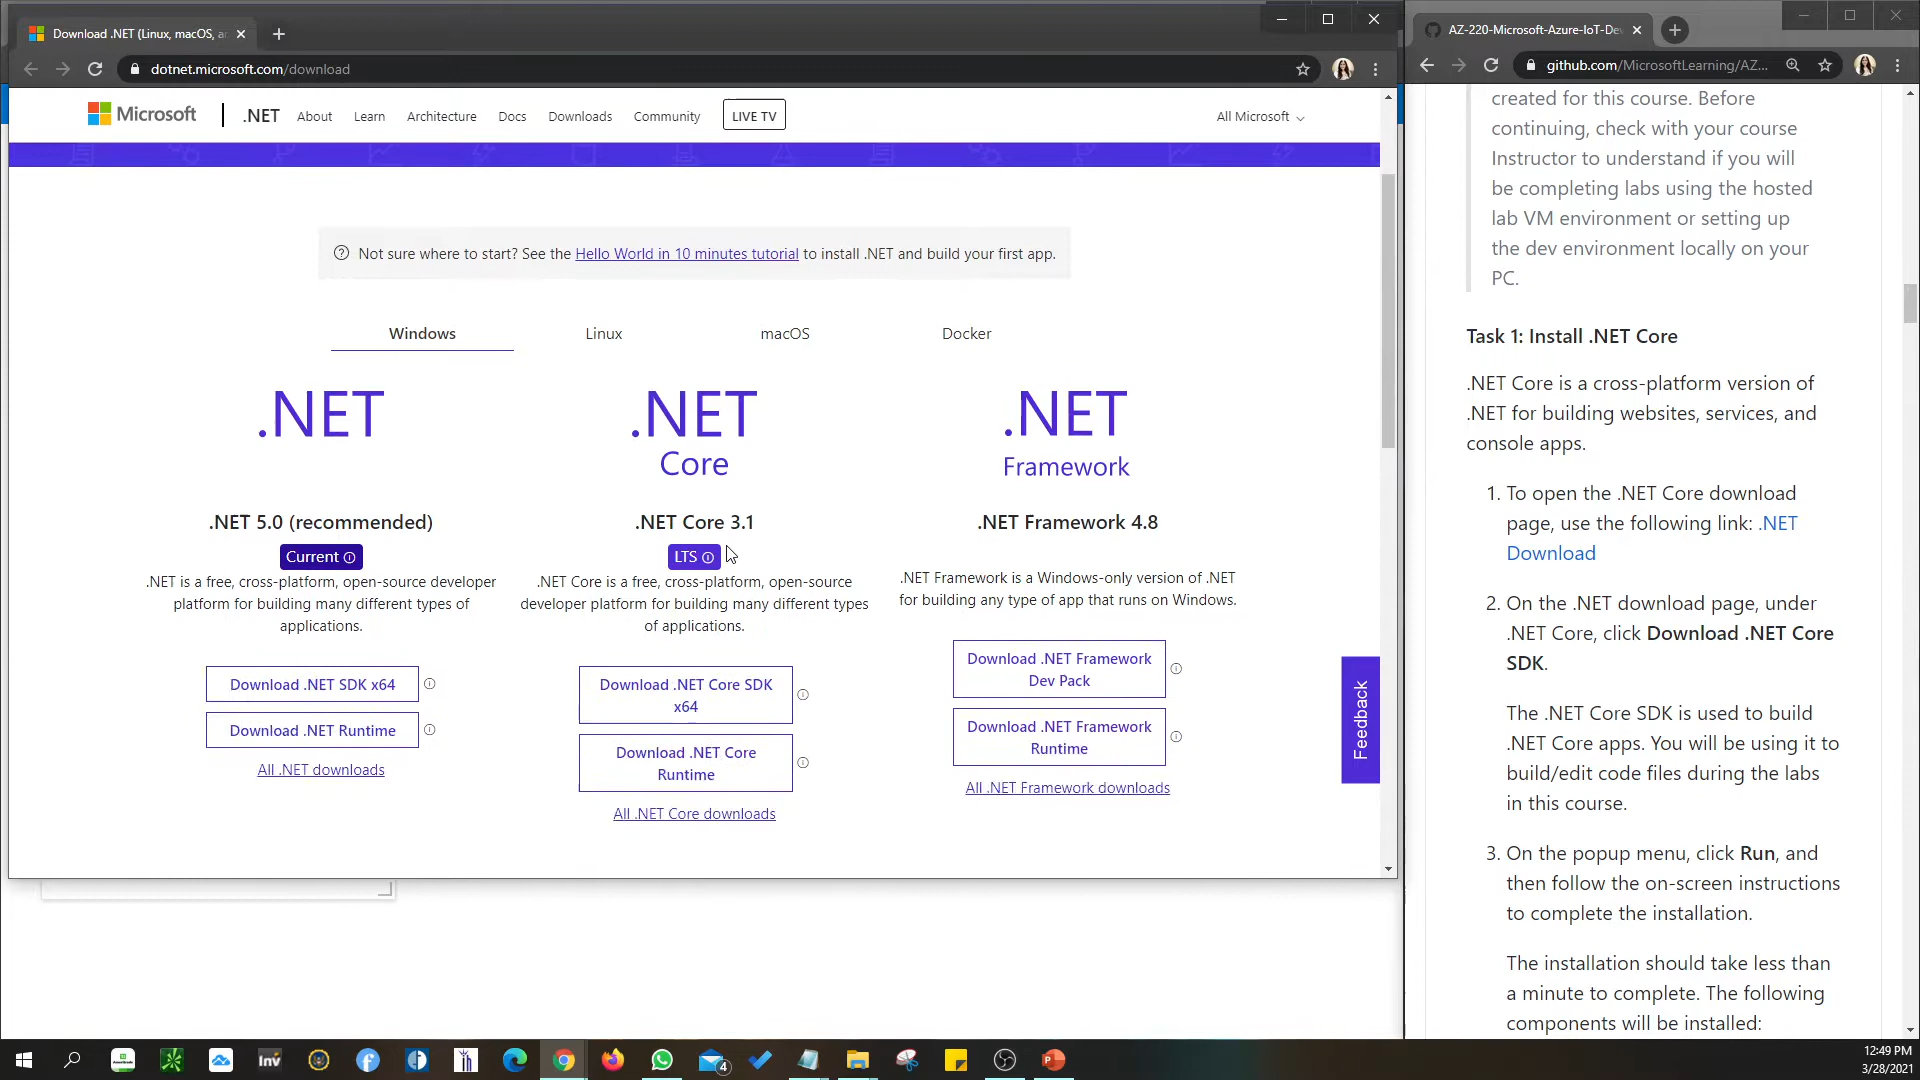 Download .NET (Linux, macOS, a
dotnet.microsoft.com/download
Microsoft
.NET
About
Learn
Architecture
Docs
Downloads
Community
LIVE TV
All Microsoft
Not sure where to start? See the Hello World in 10 minutes tutorial to install .NET and build your first app.
Windows
Linux
macOS
Docker
.NET
.NET 5.0 (recommended)
Current
.NET is a free, cross-platform, open-source developer
platform for building many different types of
applications.
Download .NET SDK x64
Download .NET Runtime
All .NET downloads
.NET
Core
.NET Core 3.1
LTS
.NET Core is a free, cross-platform, open-source
developer platform for building many different types
of applications.
Download .NET Core SDK
x64
Download .NET Core
Runtime
All .NET Core downloads
.NET
Framework
.NET Framework 4.8
.NET Framework is a Windows-only version of .NET
for building any type of app that runs on Windows.
Download .NET Framework
Dev Pack
Download .NET Framework
Runtime
All .NET Framework downloads
Feedback
AZ-220-Microsoft-Azure-IoT-De
github.com/MicrosoftLearning/AZ...
created for this course. Before
continuing, check with your course
Instructor to understand if you will
be completing labs using the hosted
lab VM environment or setting up
the dev environment locally on your
PC.
Task 1: Install .NET Core
.NET Core is a cross-platform version of
.NET for building websites, services, and
console apps.
1. To open the .NET Core download
page, use the following link: .NET
Download
2. On the .NET download page, under
.NET Core, click Download .NET Core
SDK.
The .NET Core SDK is used to build
.NET Core apps. You will be using it to
build/edit code files during the labs
in this course.
3. On the popup menu, click Run, and
then follow the on-screen instructions
to complete the installation.
The installation should take less than
a minute to complete. The following
components will be installed:
Inv
4
12:49 PM
3/28/2021